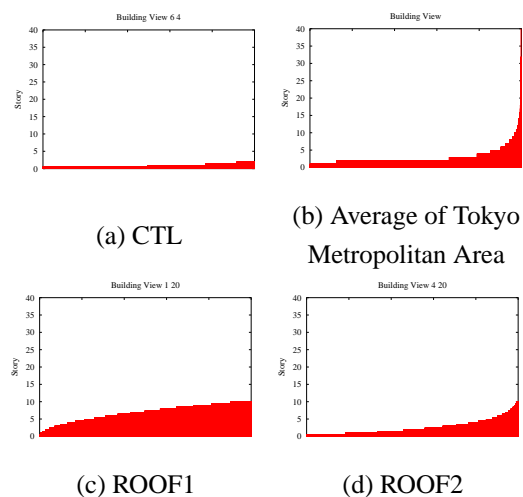 Building View 6 4
40
35
30
25
20
15
10
5
0
Story
(a) CTL
Building View
40
35
30
25
20
15
10
5
0
Story
(b) Average of Tokyo
Metropolitan Area
Building View 1 20
40
35
30
25
20
15
10
5
0
Story
(c) ROOF1
Building View 4 20
40
35
30
25
20
15
10
5
0
Story
(d) ROOF2